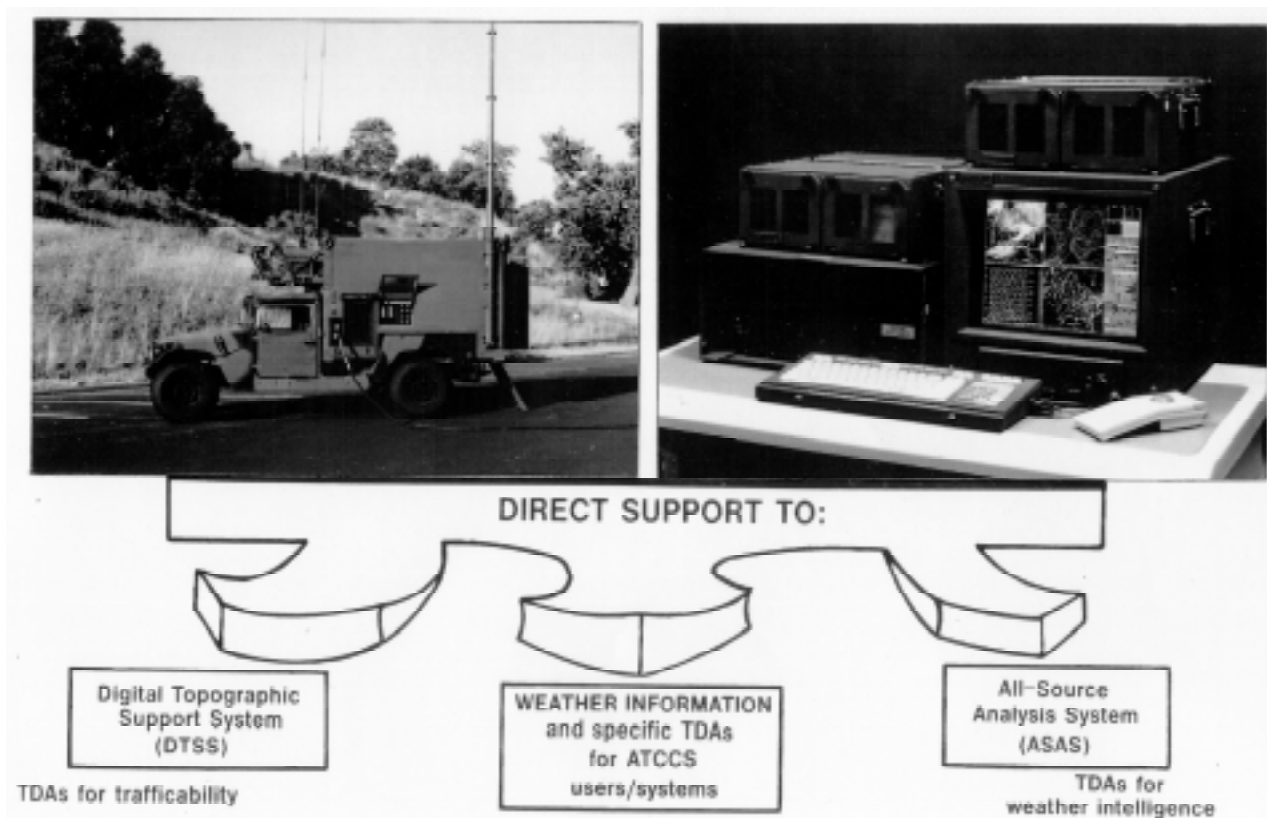 DIRECT SUPPORT TO:
Digital Topographic
Support System
(DTSS)
TDAs for trafficability
WEATHER INFORMATION
and specific TDAs
for ATCCS
users/systems
All-Source
Analysis System
(ASAS)
TDAs for
weather intelligence